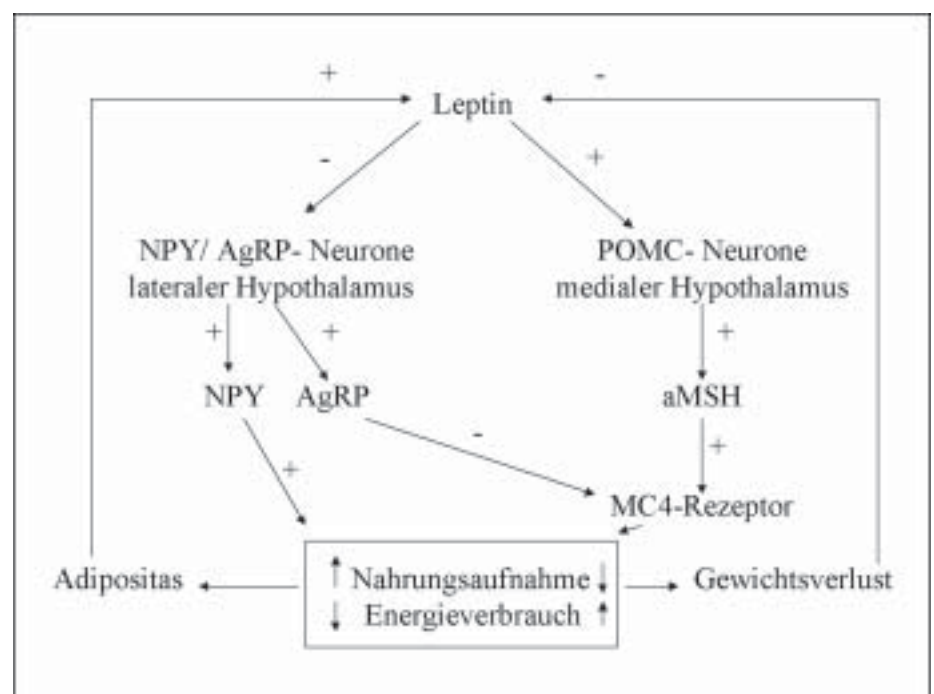 + -
Leptin
- +
NPY/ AgRP- Neurone
lateraler Hypothalamus
POMC- Neurone
medialer Hypothalamus
+ + +
NPY AgRP aMSH
+ - +
MC4-Rezeptor
Adipositas
↑ Nahrungsaufnahme ↓
↓ Energieverbrauch ↑
Gewichtsverlust